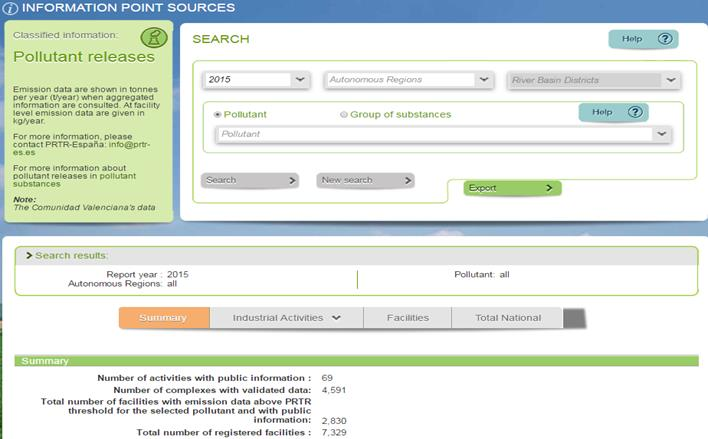 INFORMATION POINT SOURCES
Classified information:
Pollutant releases
Emission data are shown in tonnes
per year (t/year) when aggregated
information are consulted. At facility
level emission data are given in
kg/year.
For more information, please
contact PRTR-España: info@prtr-
es.es
For more information about
pollutant releases in pollutant
substances
Note:
The Comunidad Valenciana's data
SEARCH
Help ?
2015 Autonomous Regions River Basin Districts
Pollutant Group of substances Help ?
Pollutant
Search > New search > Export >
> Search results:
Report year : 2015 Pollutant: all
Autonomous Regions: all
Summary Industrial Activities Facilities Total National
Summary
Number of activities with public information : 69
Number of complexes with validated data: 4,591
Total number of facilities with emission data above PRTR
threshold for the selected pollutant and with public
information: 2,830
Total number of registered facilities : 7,329